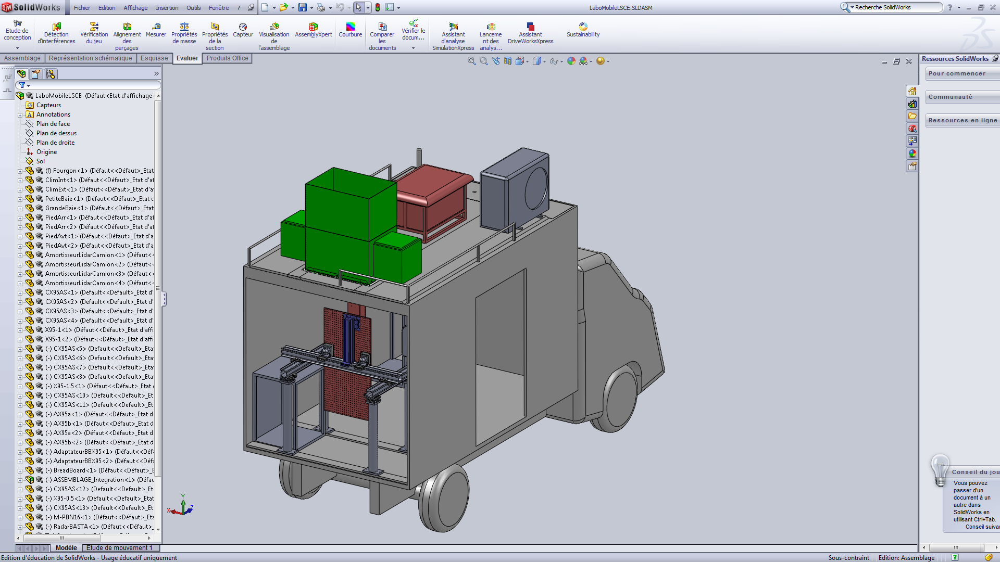 SolidWorks
Fichier Edition Affichage Insertion Outils Fenêtre ?
LaboMobileLSCE.SLDASM
Recherche SolidWorks
Etude de conception
Détection d'interférences
Vérification du jeu
Alignement des perçages
Mesurer
Propriétés de masse
Propriétés de la section
Capteur
Visualisation de l'assemblage
AssemblyXpert
Courbure
Comparer les documents
Vérifier le docum...
Assistant d'analyse SimulationXpress
Lanceme nt des analys...
Assistant DriveWorksXpress
Sustainability
Assemblage Représentation schématique Esquisse Evaluer Produits Office
LaboMobileLSCE (Défaut<Etat d'affichage-
Capteurs
Annotations
Plan de face
Plan de dessus
Plan de droite
Origine
Sol
(f) Fourgon<1> (Défaut<<Défaut>_Etat
ClimInt<1> (Défaut<<Défaut>_Etat d'af
ClimExt<1> (Défaut<<Défaut>_Etat d'a
PetiteBaie<1> (Défaut<<Défaut>_Etat d
GrandeBaie<1> (Défaut<<Défaut>_Etat
PiedArr<1> (Défaut<<Défaut>_Etat d'af
PiedArr<2> (Défaut<<Défaut>_Etat d'af
PiedAvt<1> (Défaut<<Défaut>_Etat d'a
PiedAvt<2> (Défaut<<Défaut>_Etat d'a
AmortisseurLidarCamion<1> (Défaut<<
AmortisseurLidarCamion<2> (Défaut<<
AmortisseurLidarCamion<3> (Défaut<<
AmortisseurLidarCamion<4> (Défaut<<
CX95AS<1> (Default<<Default>_Etat d'
CX95AS<2> (Default<<Default>_Etat d'
CX95AS<3> (Default<<Default>_Etat d'
CX95AS<4> (Default<<Default>_Etat d'
X95-1<1> (Défaut<<Défaut>_Etat d'affi
X95-1<2> (Défaut<<Défaut>_Etat d'affi
(-) CX95AS<5> (Default<<Default>_Eta
(-) CX95AS<6> (Default<<Default>_Eta
(-) CX95AS<7> (Default<<Default>_Eta
(-) CX95AS<8> (Default<<Default>_Eta
(-) X95-1.5<1> (Défaut<<Défaut>_Etat
(-) CX95AS<10> (Default<<Default>_Et
(-) CX95AS<11> (Default<<Default>_Et
(-) AX95a<1> (Défaut<<Défaut>_Etat d
(-) AX95b<1> (Défaut<<Défaut>_Etat d
(-) AX95a<2> (Défaut<<Défaut>_Etat d
(-) AX95b<2> (Défaut<<Défaut>_Etat d
(-) AdaptateurBBX95<1> (Défaut<<Défa
(-) AdaptateurBBX95<2> (Défaut<<Défa
(-) BreadBoard<1> (Défaut<<Défaut>_E
(-) ASSEMBLAGE_Integration<1> (Défau
(-) CX95AS<12> (Default<<Default>_Et
(-) X95-0.5<1> (Défaut<<Défaut>_Etat
(-) CX95AS<13> (Default<<Default>_Et
(-) M-PBN16<1> (Défaut<<Défaut>_Eta
(-) RadarBASTA<1> (Défaut<<Défaut>_
Modèle Etude de mouvement 1
X Y Z
Ressources SolidWorks
Pour commencer
Communauté
Ressources en ligne
Conseil du jou
Vous pouvez
passer d'un
document à un
autre dans
SolidWorks en
utilisant Ctrl+Tab.
Conseil suiva
Edition d'éducation de SolidWorks - Usage éducatif uniquement
Sous-contraint Edition: Assemblage